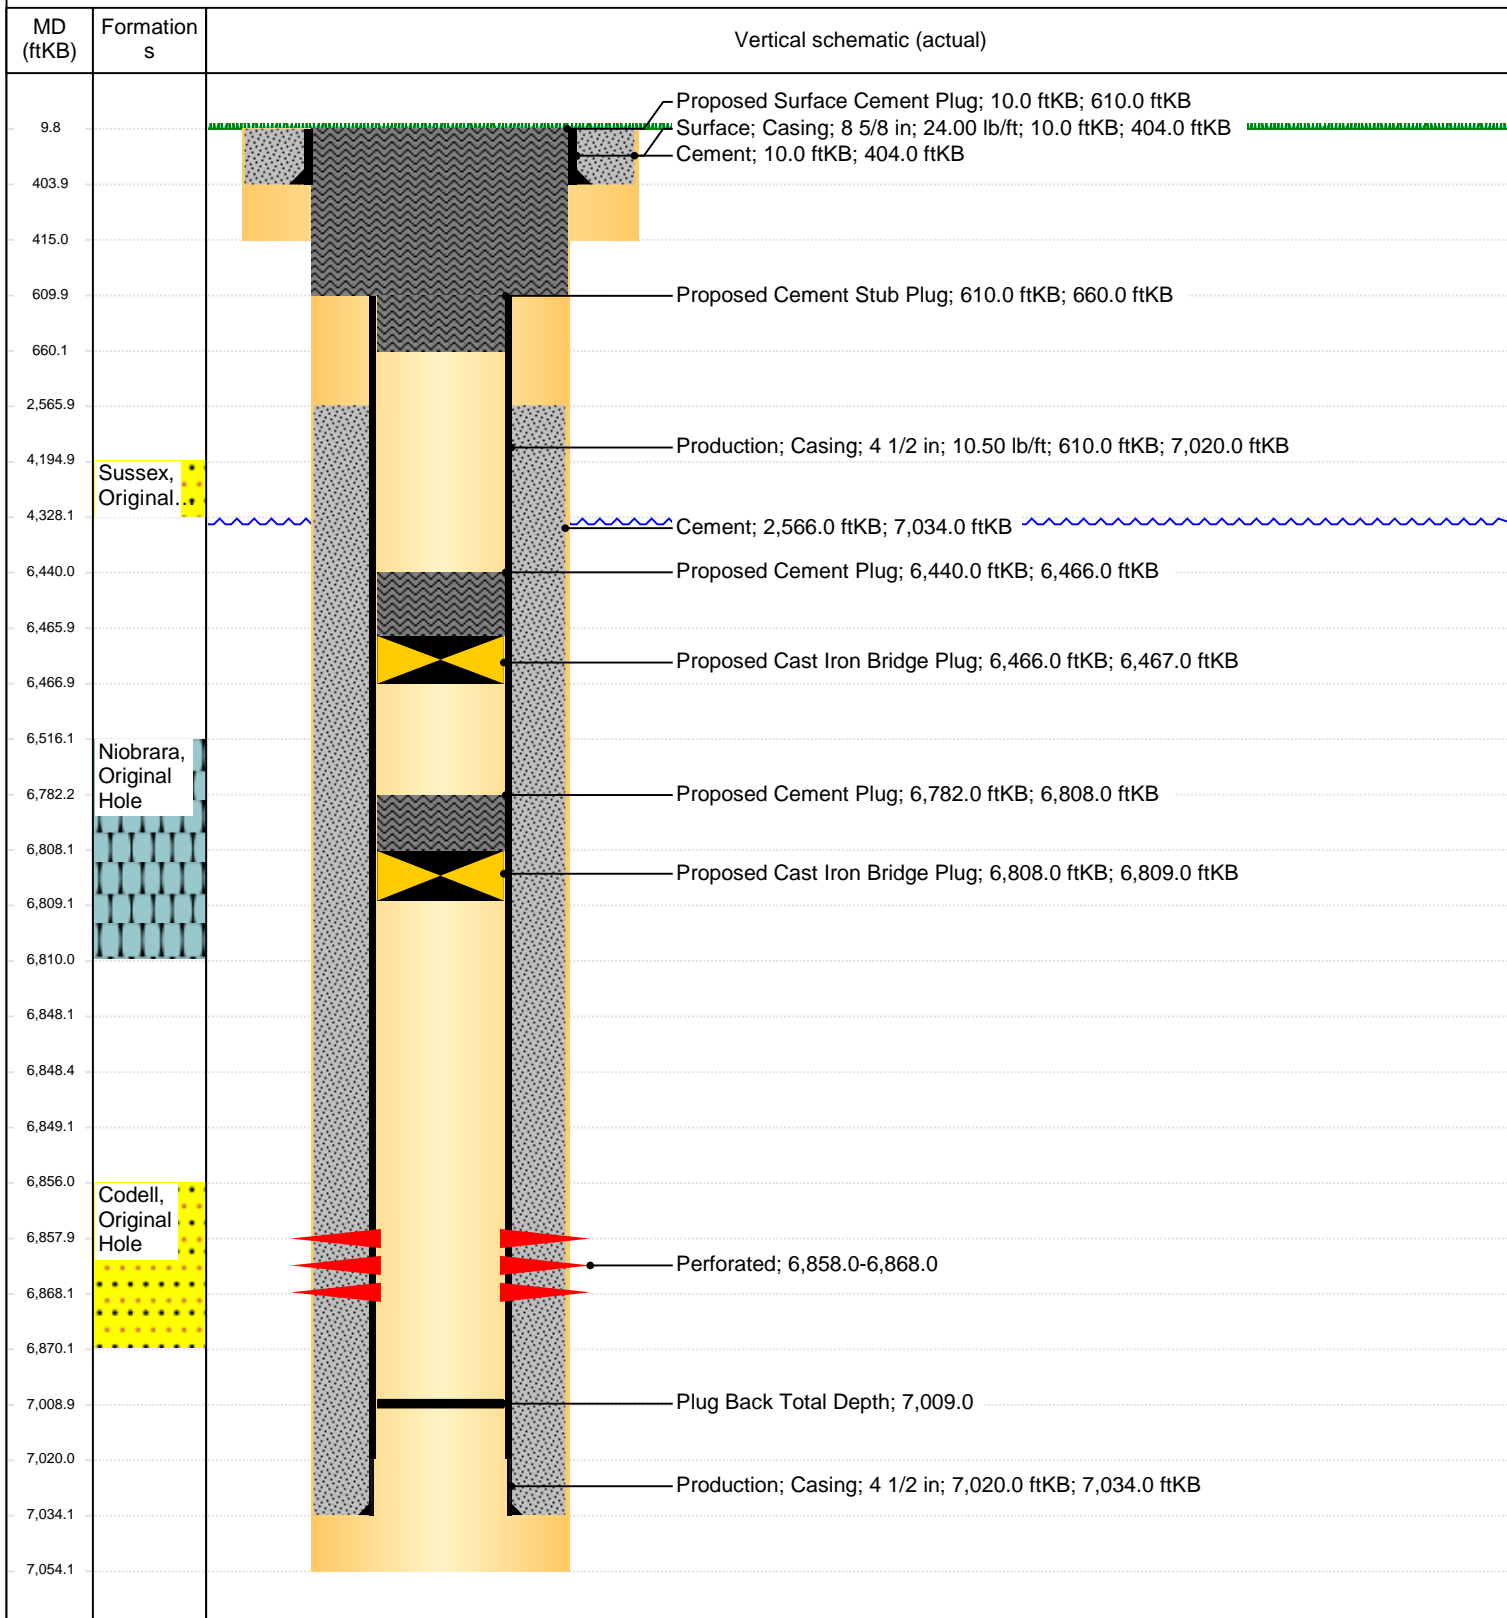 MD
(ftKB)
Formation
s
Vertical schematic (actual)
Proposed Surface Cement Plug; 10.0 ftKB; 610.0 ftKB
9.8
Surface; Casing; 8 5/8 in; 24.00 lb/ft; 10.0 ftKB; 404.0 ftKB
Cement; 10.0 ftKB; 404.0 ftKB
403.9
415.0
609.9
Proposed Cement Stub Plug; 610.0 ftKB; 660.0 ftKB
660.1
2,565.9
Production; Casing; 4 1/2 in; 10.50 lb/ft; 610.0 ftKB; 7,020.0 ftKB
4,194.9
Sussex,
Original...
4,328.1
Cement; 2,566.0 ftKB; 7,034.0 ftKB
6,440.0
Proposed Cement Plug; 6,440.0 ftKB; 6,466.0 ftKB
6,465.9
Proposed Cast Iron Bridge Plug; 6,466.0 ftKB; 6,467.0 ftKB
6,466.9
6,516.1
Niobrara,
Original
Hole
6,782.2
Proposed Cement Plug; 6,782.0 ftKB; 6,808.0 ftKB
6,808.1
Proposed Cast Iron Bridge Plug; 6,808.0 ftKB; 6,809.0 ftKB
6,809.1
6,810.0
6,848.1
6,848.4
6,849.1
6,856.0
Codell,
Original
Hole
6,857.9
Perforated; 6,858.0-6,868.0
6,868.1
6,870.1
7,008.9
Plug Back Total Depth; 7,009.0
7,020.0
Production; Casing; 4 1/2 in; 7,020.0 ftKB; 7,034.0 ftKB
7,034.1
7,054.1